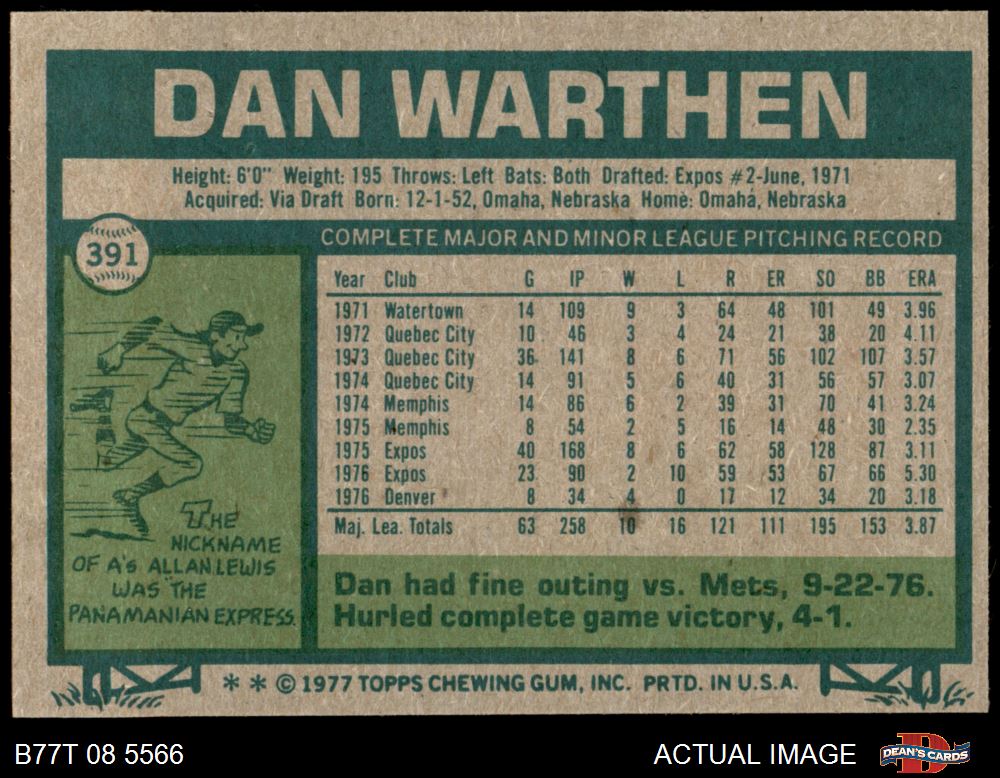 DAN WARTHEN
Height: 6'0" Weight: 195 Throws: Left Bats: Both Drafted: Expos #2-June, 1971
Acquired: Via Draft Born: 12-1-52, Omaha, Nebraska Home: Omaha, Nebraska
391
COMPLETE MAJOR AND MINOR LEAGUE PITCHING RECORD
Year Club G IP W L R ER SO BB ERA
1971 Watertown 14 109 9 3 64 48 101 49 3.96
1972 Quebec City 10 46 3 4 24 21 38 20 4.11
1973 Quebec City 36 141 8 6 71 56 102 107 3.57
1974 Quebec City 14 91 5 6 40 31 56 57 3.07
1974 Memphis 14 86 6 2 39 31 70 41 3.24
1975 Memphis 8 54 2 5 16 14 48 30 2.35
1975 Expos 40 168 8 6 62 58 128 87 3.11
1976 Expos 23 90 2 10 59 53 67 66 5.30
1976 Denver 8 34 4 0 17 12 34 20 3.18
Maj. Lea. Totals 63 258 10 16 121 111 195 153 3.87
THE
NICKNAME
OF A's ALLAN LEWIS
WAS "THE
PANAMANIAN EXPRESS.
Dan had fine outing vs. Mets, 9-22-76.
Hurled complete game victory, 4-1.
** © 1977 TOPPS CHEWING GUM, INC. PRTD. IN U.S.A.
B77T 08 5566
ACTUAL IMAGE
DEAN'S CARDS